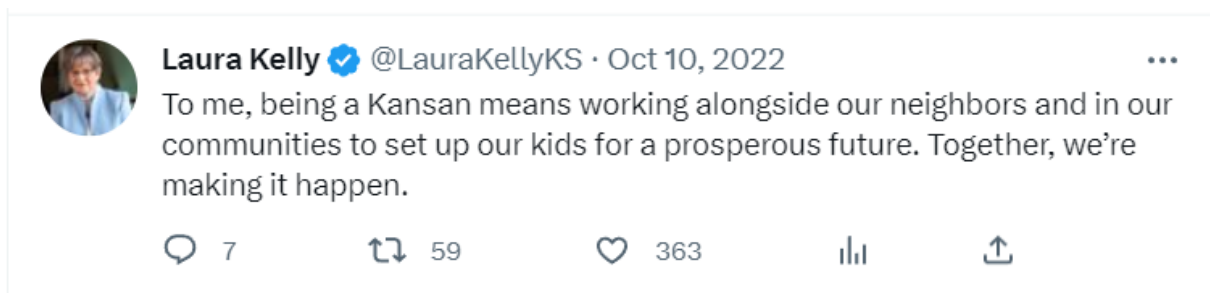 Laura Kelly @LauraKellyKS · Oct 10, 2022
To me, being a Kansan means working alongside our neighbors and in our
communities to set up our kids for a prosperous future. Together, we’re
making it happen.
7 59 363